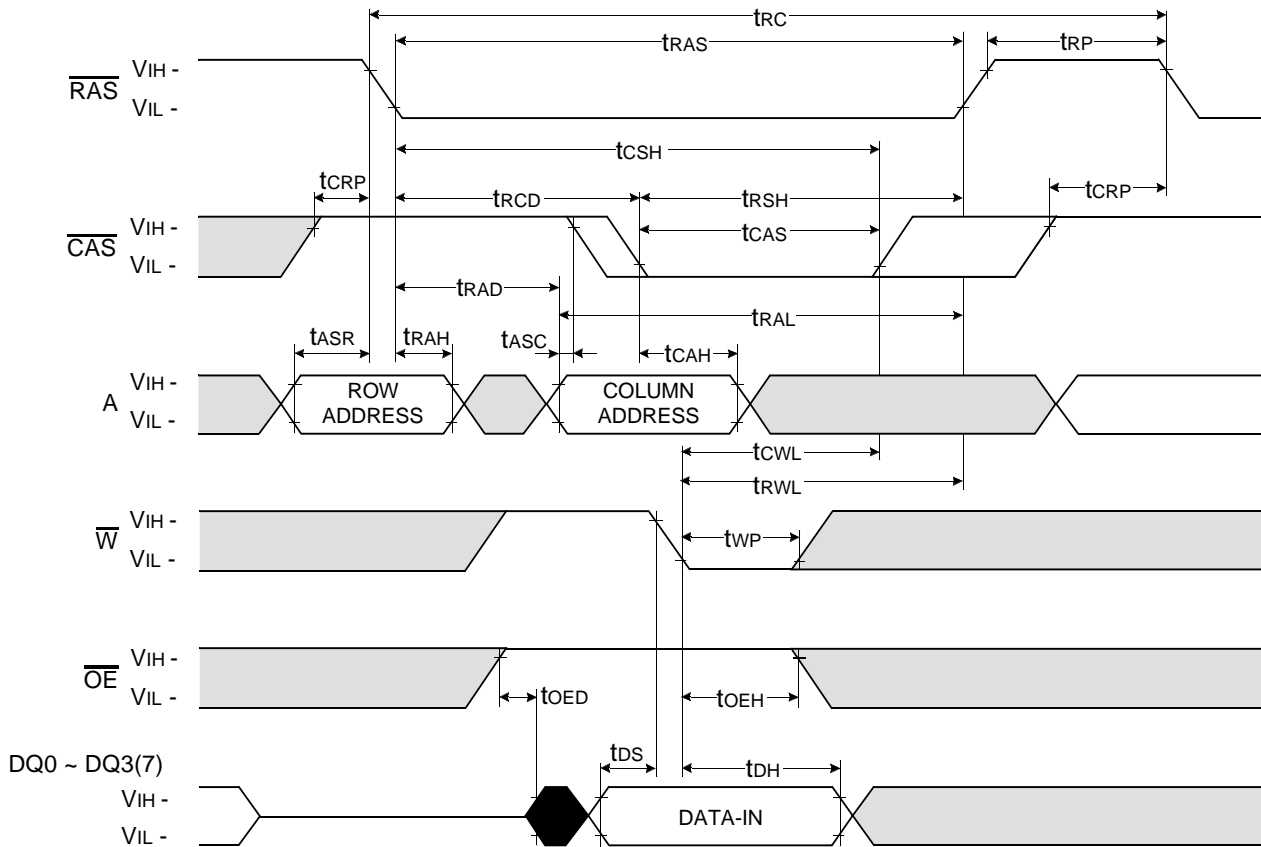 tRC
tRAS
tRP
RAS
VIH -
VIL -
tCSH
tCRP
tRCD
tRSH
tCRP
CAS
VIH -
VIL -
tCAS
tRAD
tRAL
tASR
tRAH
tASC
tCAH
A
VIH -
VIL -
ROW
ADDRESS
COLUMN
ADDRESS
tCWL
tRWL
W
VIH -
VIL -
tWP
OE
VIH -
VIL -
tOED
tOEH
DQ0 ~ DQ3(7)
tDS
tDH
VIH -
VIL -
DATA-IN